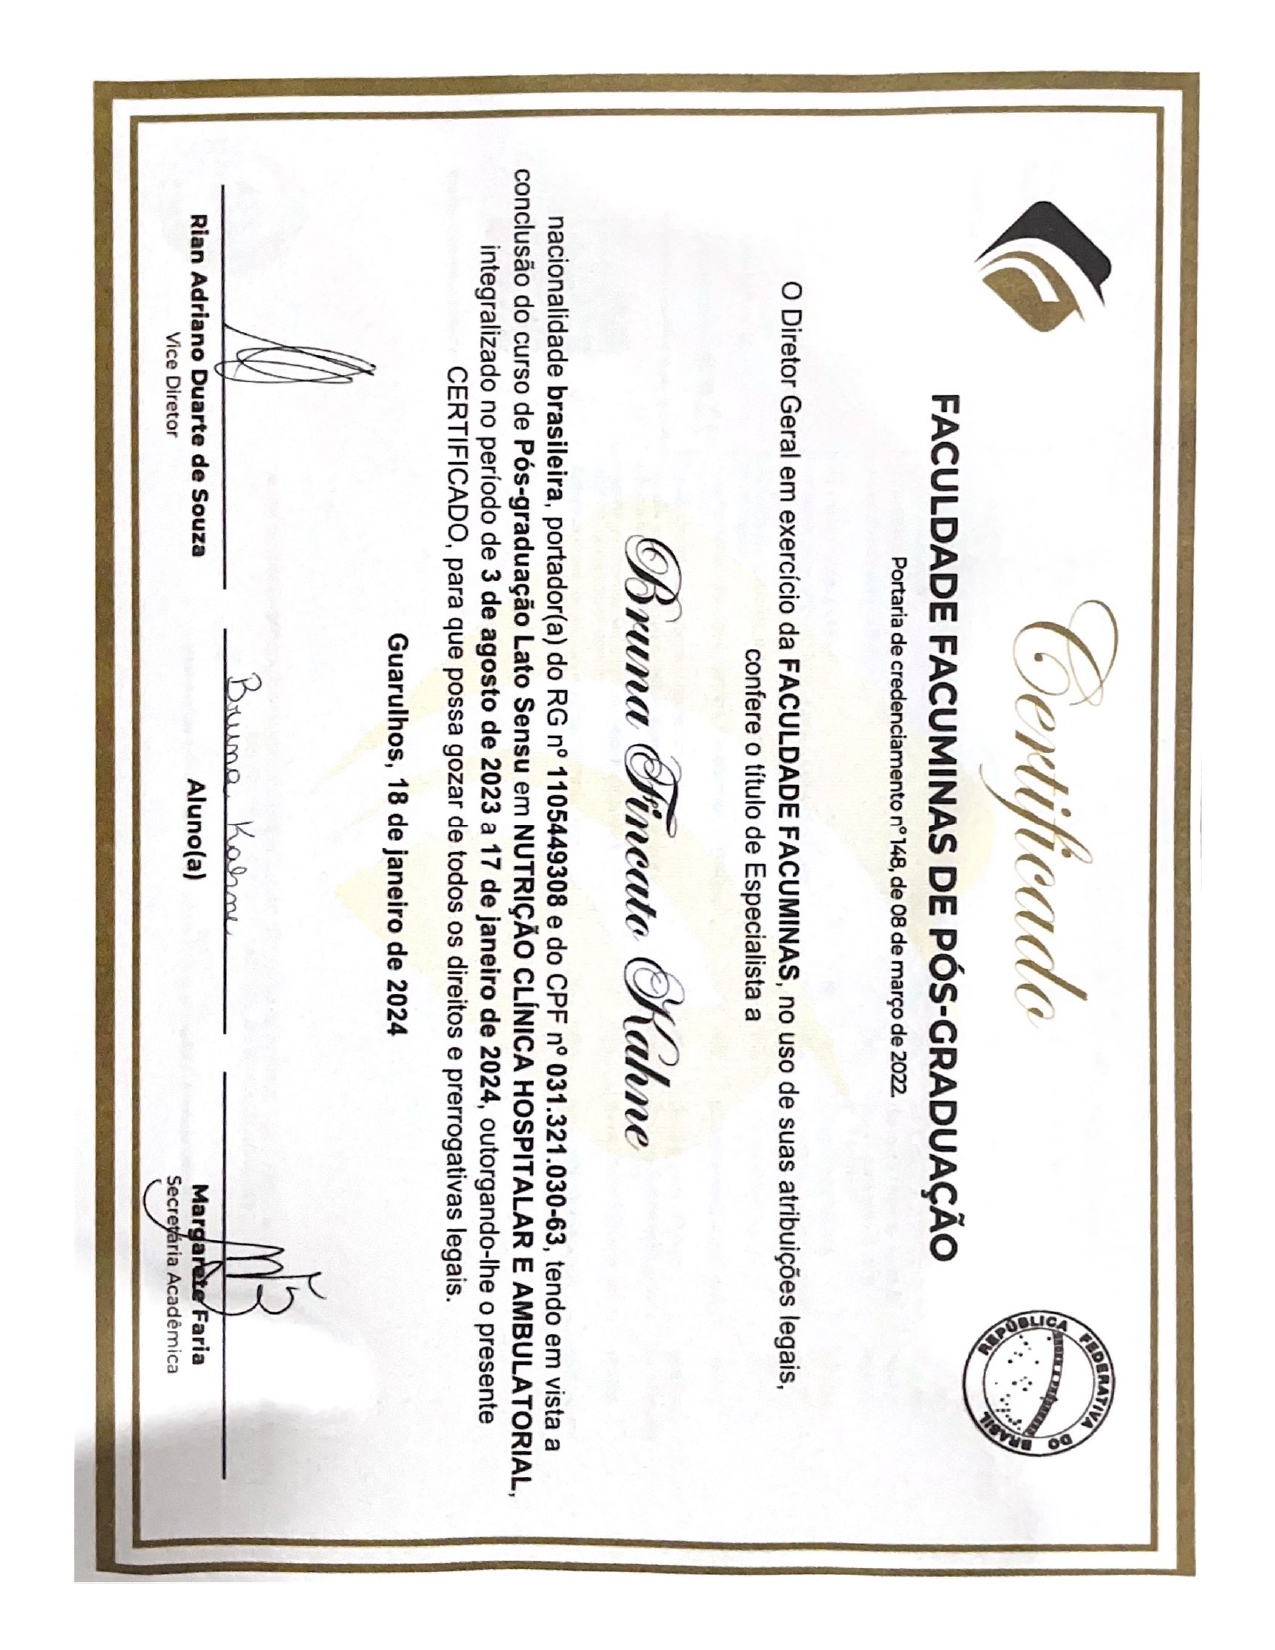 Certificado
REPÚBLICA FEDERATIVA DO BRASIL
FACULDADE FACUMINAS DE PÓS-GRADUAÇÃO
Portaria de credenciamento nº 148, de 08 de março de 2022.
O Diretor Geral em exercício da FACULDADE FACUMINAS, no uso de suas atribuições legais,
confere o título de Especialista a
Bruna Fincato Kahne
nacionalidade brasileira, portador(a) do RG nº 1105449308 e do CPF nº 031.321.030-63, tendo em vista a
conclusão do curso de Pós-graduação Lato Sensu em NUTRIÇÃO CLÍNICA HOSPITALAR E AMBULATORIAL,
integralizado no período de 3 de agosto de 2023 a 17 de janeiro de 2024, outorgando-lhe o presente
CERTIFICADO, para que possa gozar de todos os direitos e prerrogativas legais.
Guarulhos, 18 de janeiro de 2024
Bruna Kahne
Rian Adriano Duarte de Souza
Vice Diretor
Aluno(a)
Margarete Faria
Secretária Acadêmica